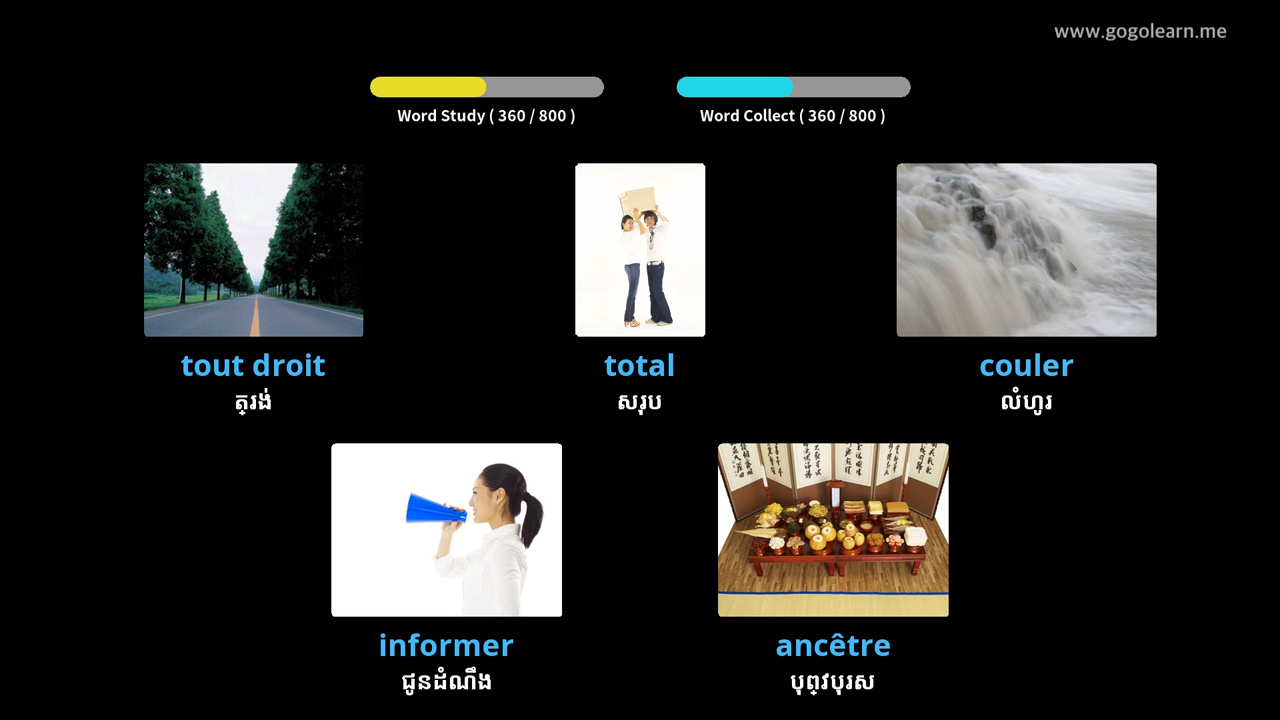 www.gogolearn.me
Word Study ( 360 / 800 )
Word Collect ( 360 / 800 )
tout droit
ត្រង់
total
សរុប
couler
លំហូរ
informer
ជូនដំណឹង
ancêtre
បុព្វបុរស